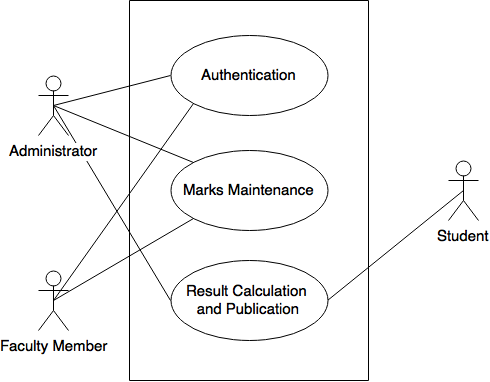 Authentication
Administrator
Marks Maintenance
Student
Result Calculation
and Publication
Faculty Member